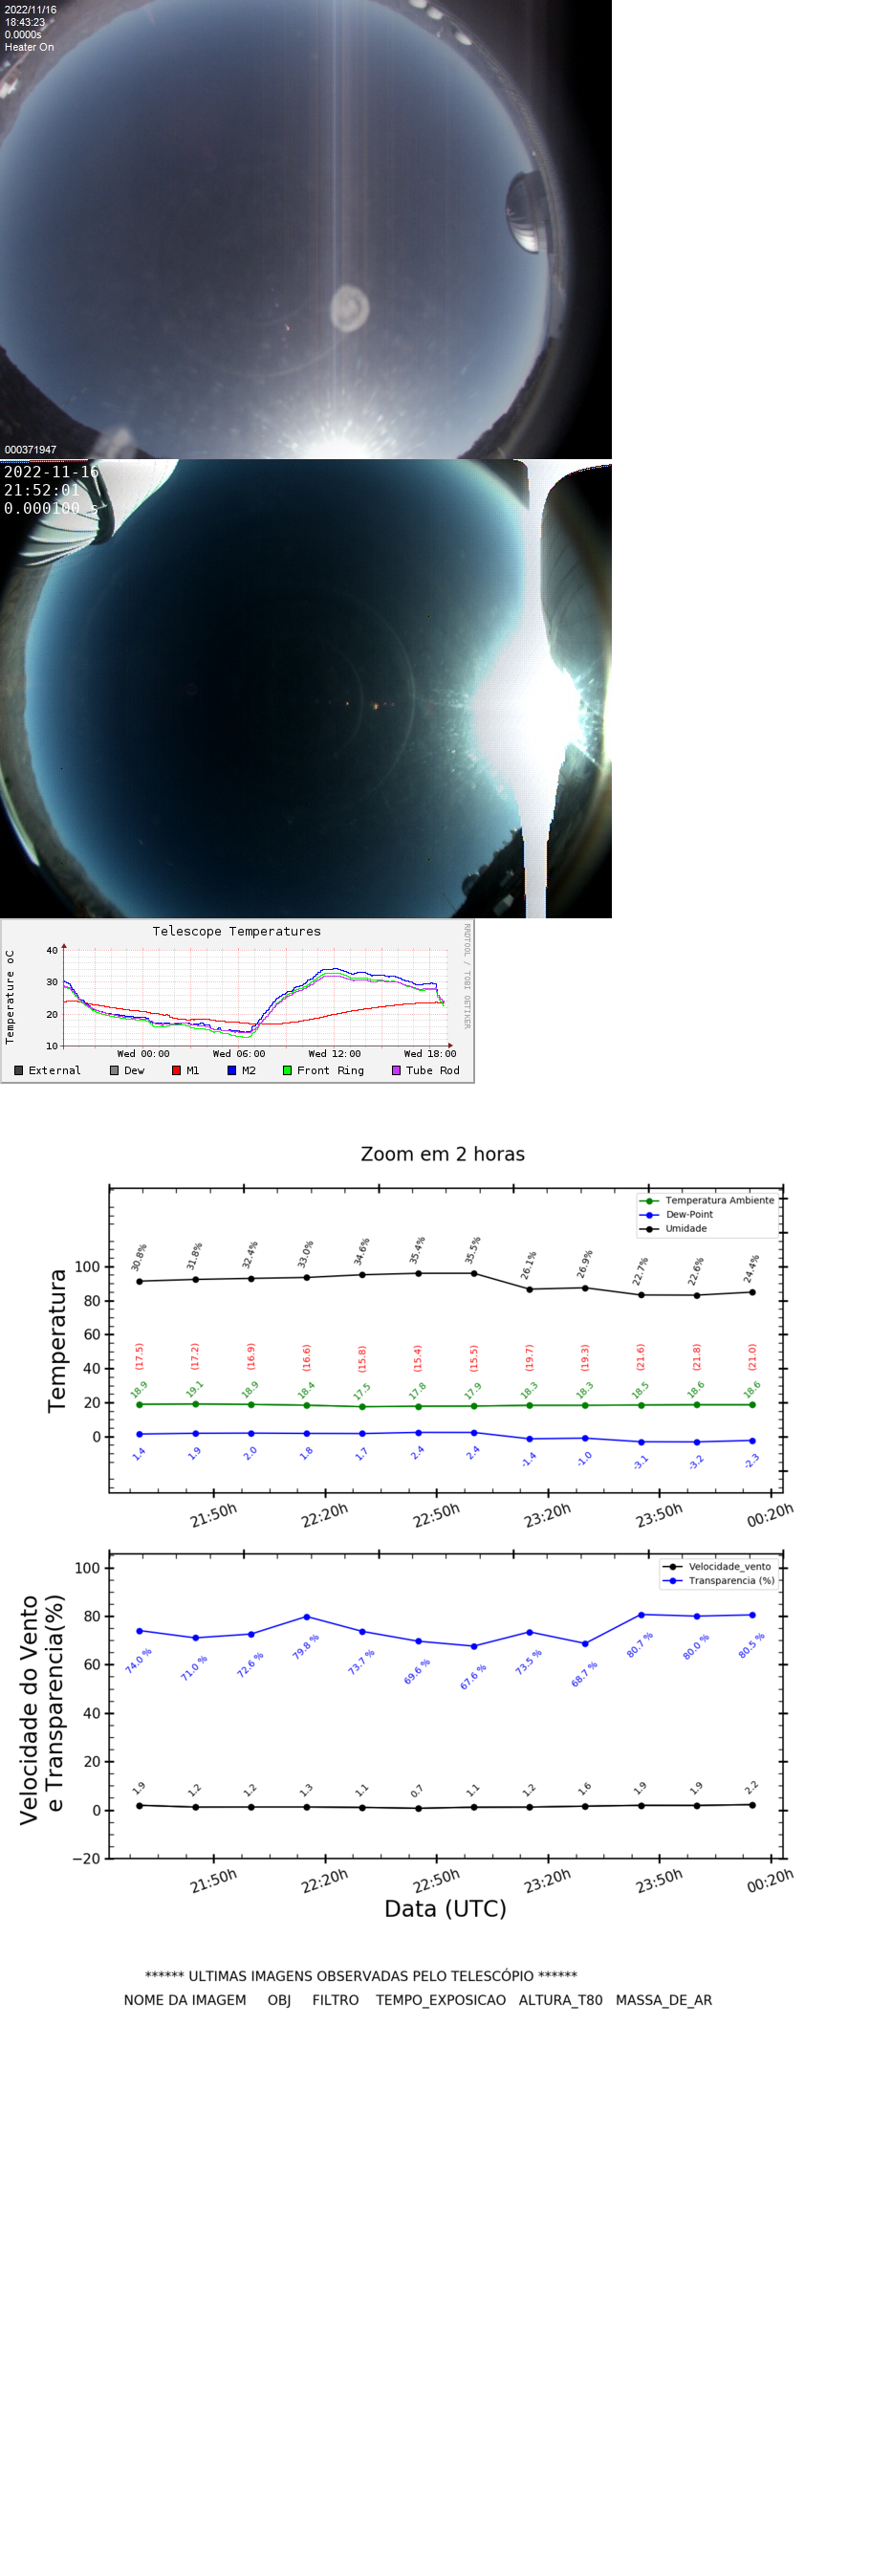 2022/11/16
18:43:23
0.0000s
Heater On
000371947
2022-11-16
21:52:01
0.000100 s
Telescope Temperatures
RRDTOOL / TOBI OETIKER
Temperature oC
40
30
20
10
Wed 00:00 Wed 06:00 Wed 12:00 Wed 18:00
External Dew M1 M2 Front Ring Tube Rod
Zoom em 2 horas
Temperatura Ambiente
Dew-Point
Umidade
Temperatura
100
80
60
40
20
0
30.8% 31.8% 32.4% 33.0% 34.6% 35.4% 35.5% 26.1% 26.9% 22.7% 22.6% 24.4%
(17.5) (17.2) (16.9) (16.6) (15.8) (15.4) (15.5) (19.7) (19.3) (21.6) (21.8) (21.0)
18.9 19.1 18.9 18.4 17.5 17.8 17.9 18.3 18.3 18.5 18.6 18.6
1.4 1.9 2.0 1.8 1.7 2.4 2.4 -1.4 -1.0 -3.1 -3.2 -2.3
21:50h 22:20h 22:50h 23:20h 23:50h 00:20h
Velocidade_vento
Transparencia (%)
Velocidade do Vento
e Transparencia(%)
100
80
60
40
20
0
−20
74.0 % 71.0 % 72.6 % 79.8 % 73.7 % 69.6 % 67.6 % 73.5 % 68.7 % 80.7 % 80.0 % 80.5 %
1.9 1.2 1.2 1.3 1.1 0.7 1.1 1.2 1.6 1.9 1.9 2.2
21:50h 22:20h 22:50h 23:20h 23:50h 00:20h
Data (UTC)
****** ULTIMAS IMAGENS OBSERVADAS PELO TELESCÓPIO ******
NOME DA IMAGEM OBJ FILTRO TEMPO_EXPOSICAO ALTURA_T80 MASSA_DE_AR